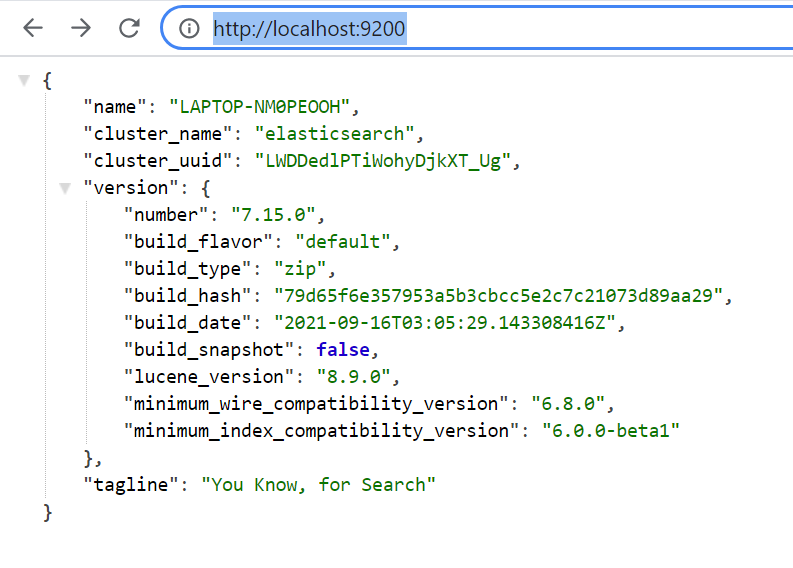 http://localhost:9200
{
"name": "LAPTOP-NM0PEOOH",
"cluster_name": "elasticsearch",
"cluster_uuid": "LWDDedlPTiWohyDjkXT_Ug",
"version": {
"number": "7.15.0",
"build_flavor": "default",
"build_type": "zip",
"build_hash": "79d65f6e357953a5b3cbcc5e2c7c21073d89aa29",
"build_date": "2021-09-16T03:05:29.143308416Z",
"build_snapshot": false,
"lucene_version": "8.9.0",
"minimum_wire_compatibility_version": "6.8.0",
"minimum_index_compatibility_version": "6.0.0-beta1"
},
"tagline": "You Know, for Search"
}